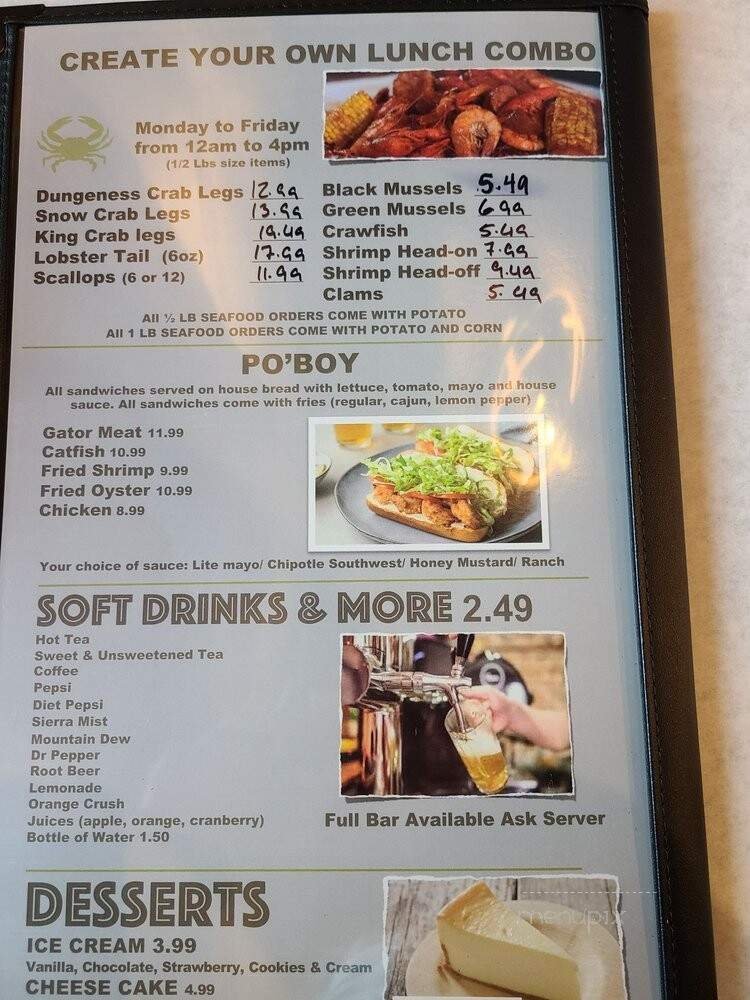 CREATE YOUR OWN LUNCH COMBO
Monday to Friday
from 12am to 4pm
(1/2 Lbs size items)
Dungeness Crab Legs 12.99
Snow Crab Legs 13.99
King Crab legs 19.49
Lobster Tail (6oz) 17.99
Scallops (6 or 12) 11.99
Black Mussels 5.49
Green Mussels 6 99
Crawfish 5.49
Shrimp Head-on 7.99
Shrimp Head-off 9.49
Clams 5.49
All ½ LB SEAFOOD ORDERS COME WITH POTATO
All 1 LB SEAFOOD ORDERS COME WITH POTATO AND CORN
PO'BOY
All sandwiches served on house bread with lettuce, tomato, mayo and house
sauce. All sandwiches come with fries (regular, cajun, lemon pepper)
Gator Meat 11.99
Catfish 10.99
Fried Shrimp 9.99
Fried Oyster 10.99
Chicken 8.99
Your choice of sauce: Lite mayo/ Chipotle Southwest/ Honey Mustard/ Ranch
SOFT DRINKS & MORE 2.49
Hot Tea
Sweet & Unsweetened Tea
Coffee
Pepsi
Diet Pepsi
Sierra Mist
Mountain Dew
Dr Pepper
Root Beer
Lemonade
Orange Crush
Juices (apple, orange, cranberry)
Bottle of Water 1.50
Full Bar Available Ask Server
DESSERTS
ICE CREAM 3.99
Vanilla, Chocolate, Strawberry, Cookies & Cream
CHEESE CAKE 4.99
menupix